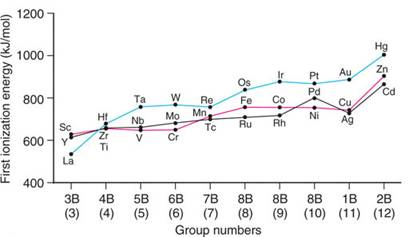 First ionization energy (kJ/mol)
1200
1000
800
600
400
Sc
Y
La
Hf
Zr
Ti
Ta
Nb
V
W
Mo
Cr
Re
Mn
Tc
Os
Fe
Ru
Ir
Co
Rh
Pt
Pd
Ni
Au
Cu
Ag
Hg
Zn
Cd
3B 4B 5B 6B 7B 8B 8B 8B 1B 2B
(3) (4) (5) (6) (7) (8) (9) (10) (11) (12)
Group numbers